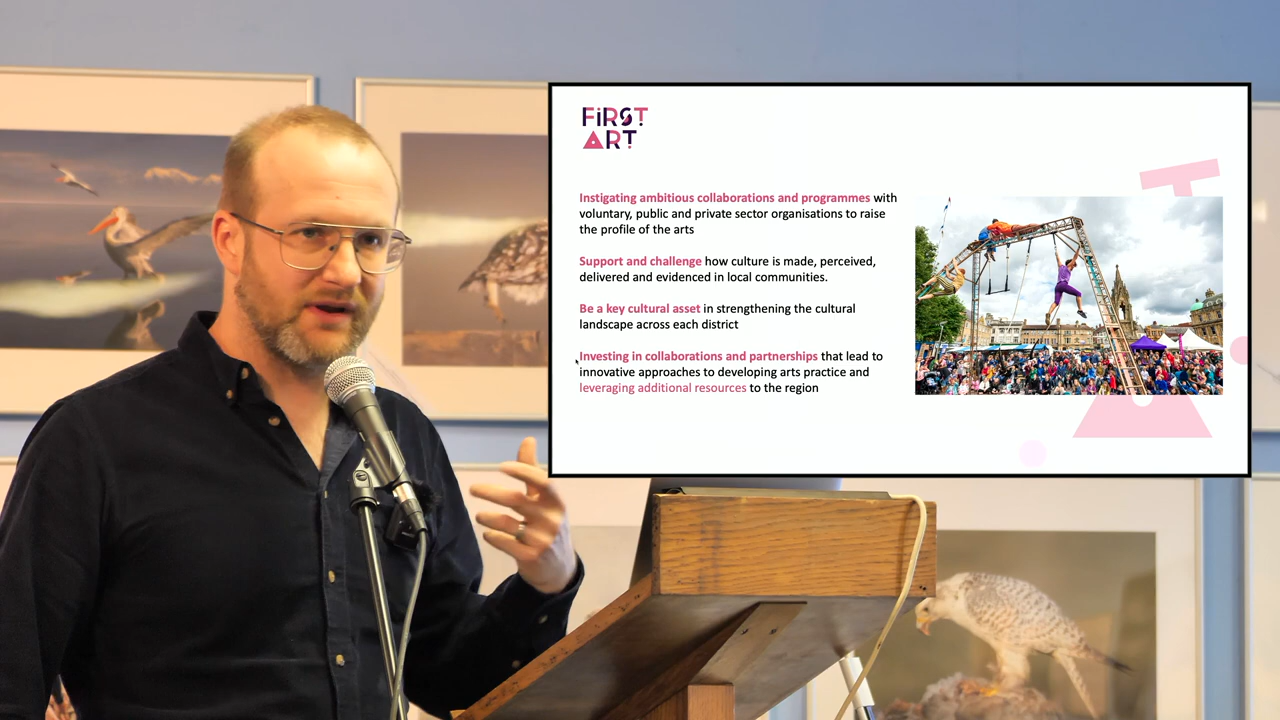 FiRST
ART
Instigating ambitious collaborations and programmes with
voluntary, public and private sector organisations to raise
the profile of the arts
Support and challenge how culture is made, perceived,
delivered and evidenced in local communities.
Be a key cultural asset in strengthening the cultural
landscape across each district
Investing in collaborations and partnerships that lead to
innovative approaches to developing arts practice and
leveraging additional resources to the region